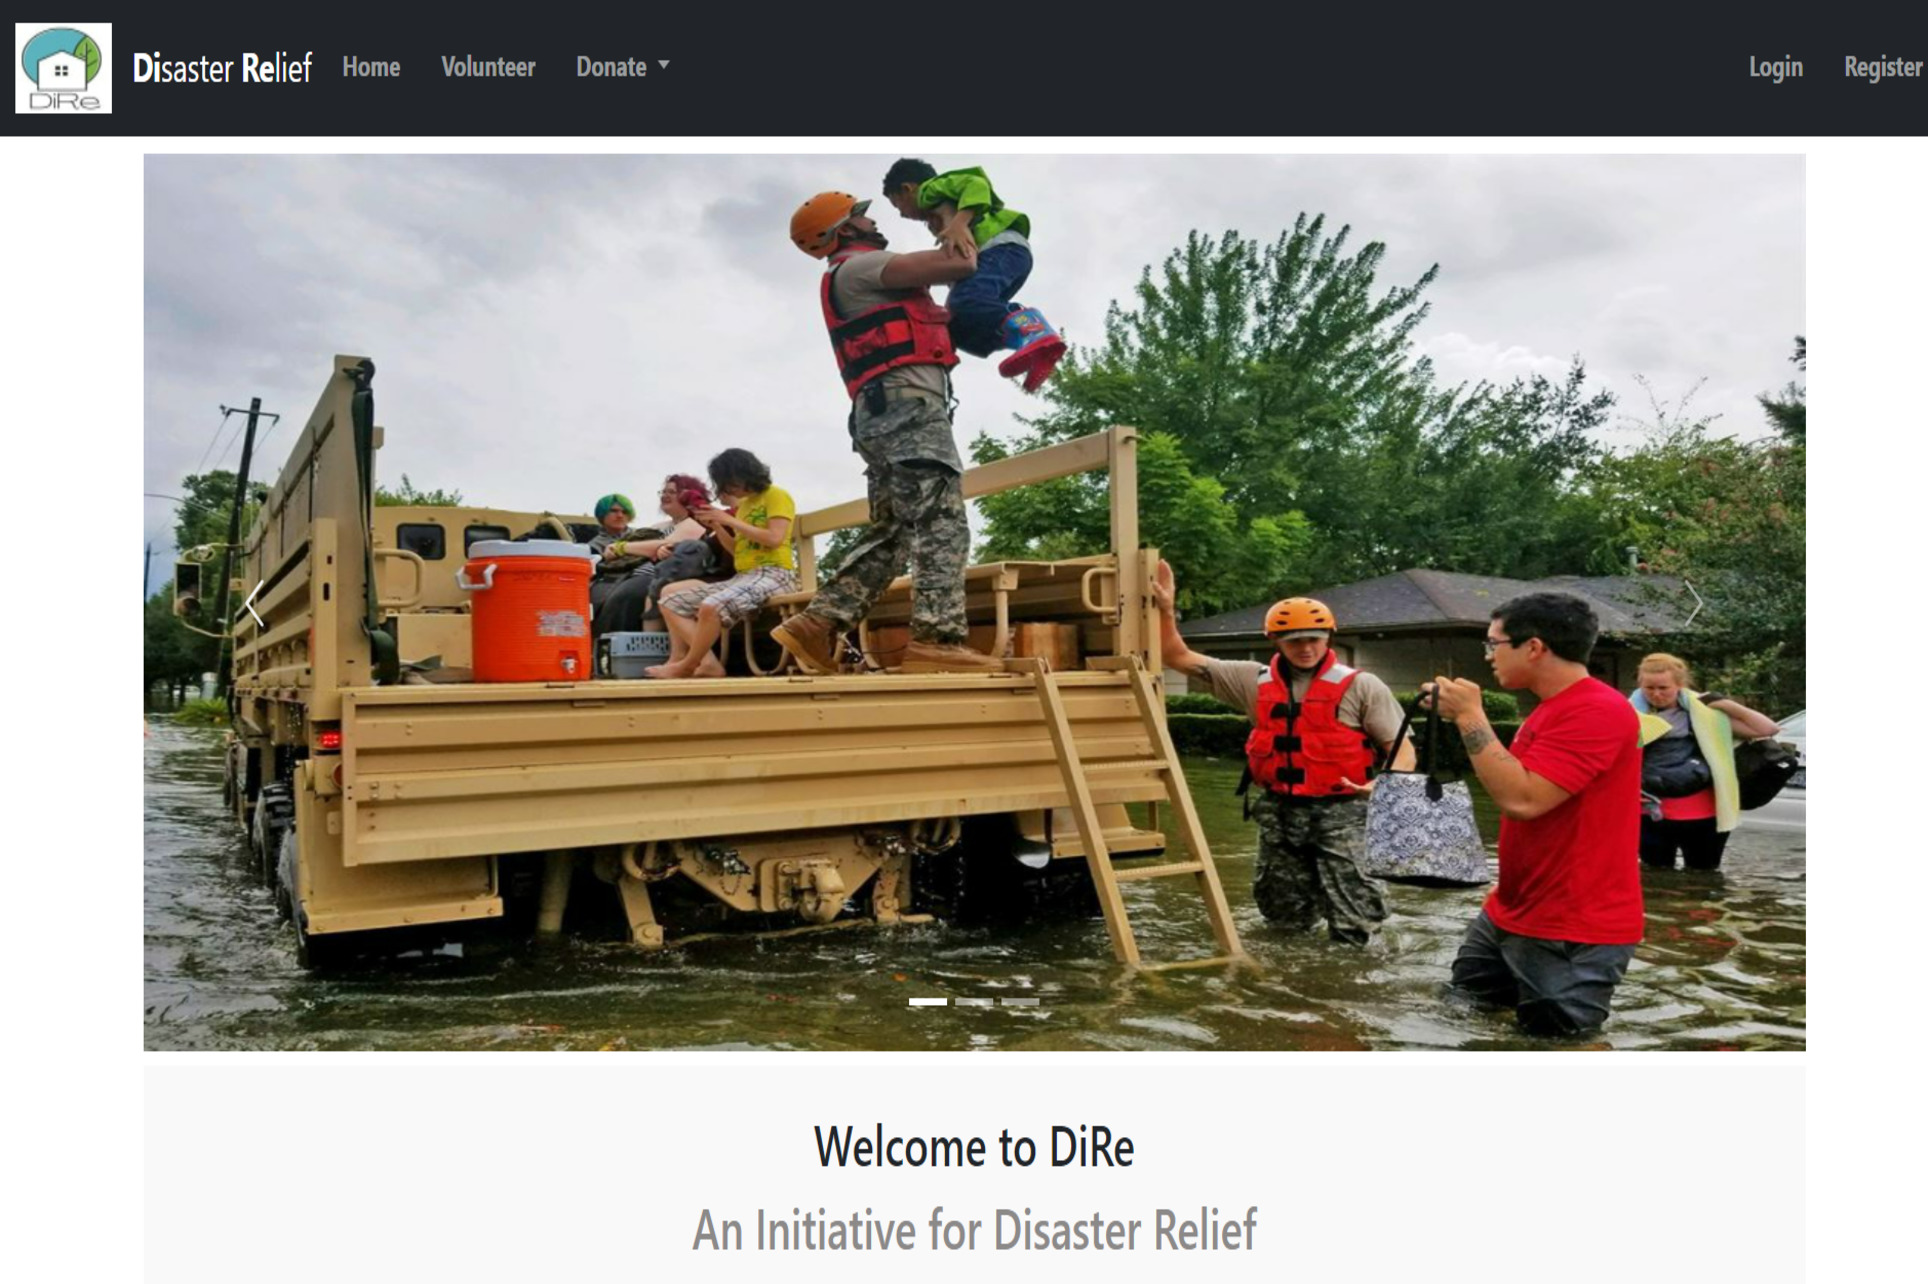 DiRe
Disaster Relief Home Volunteer Donate Login Register
Welcome to DiRe
An Initiative for Disaster Relief